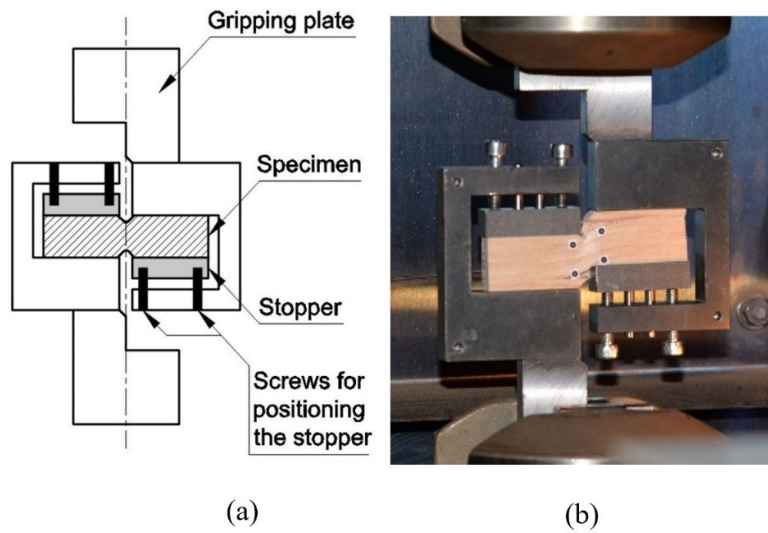 Gripping plate
Specimen
Stopper
Screws for
positioning
the stopper
(a)
(b)